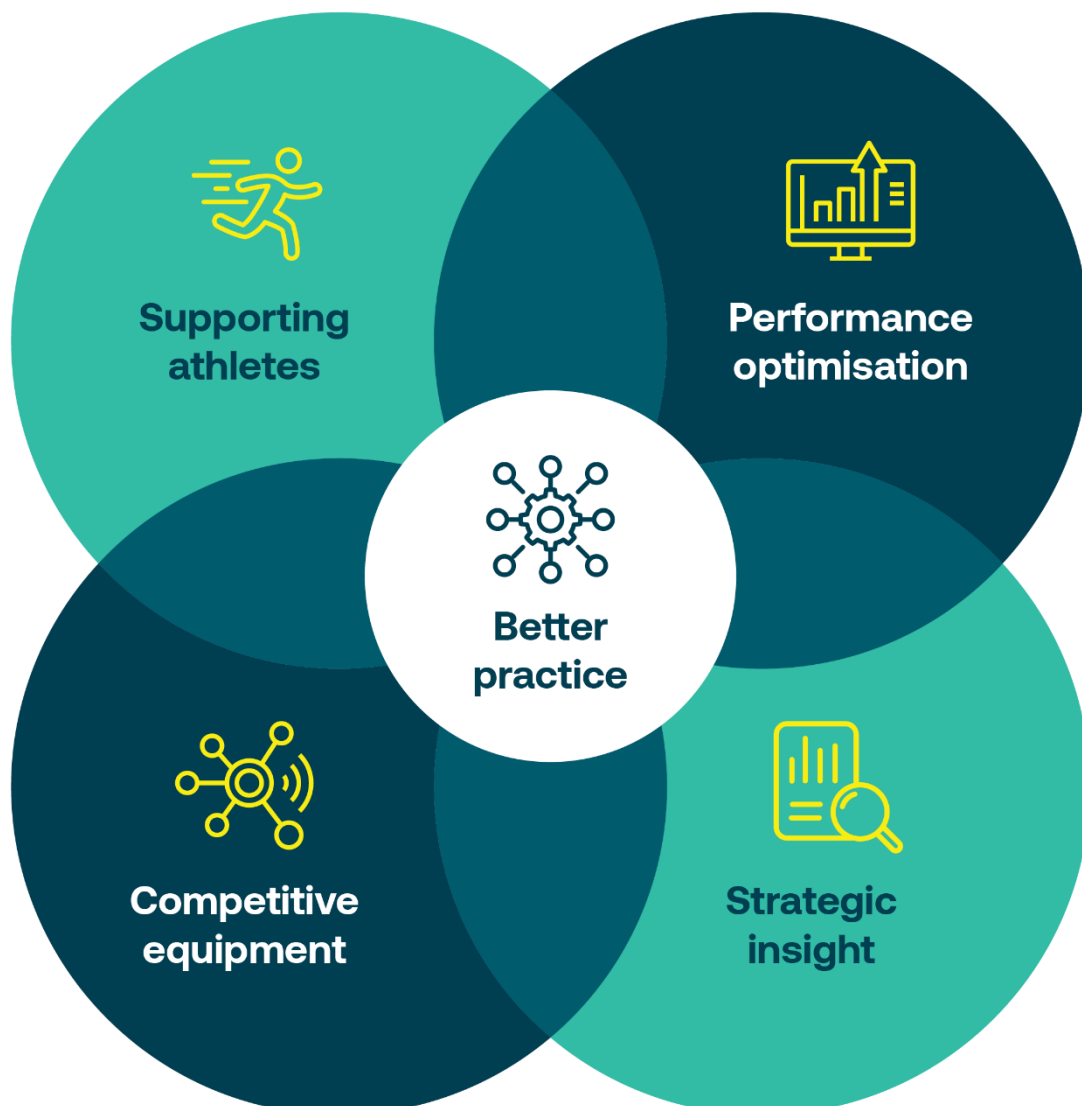 Supporting
athletes
Performance
optimisation
Better
practice
Competitive
equipment
Strategic
insight